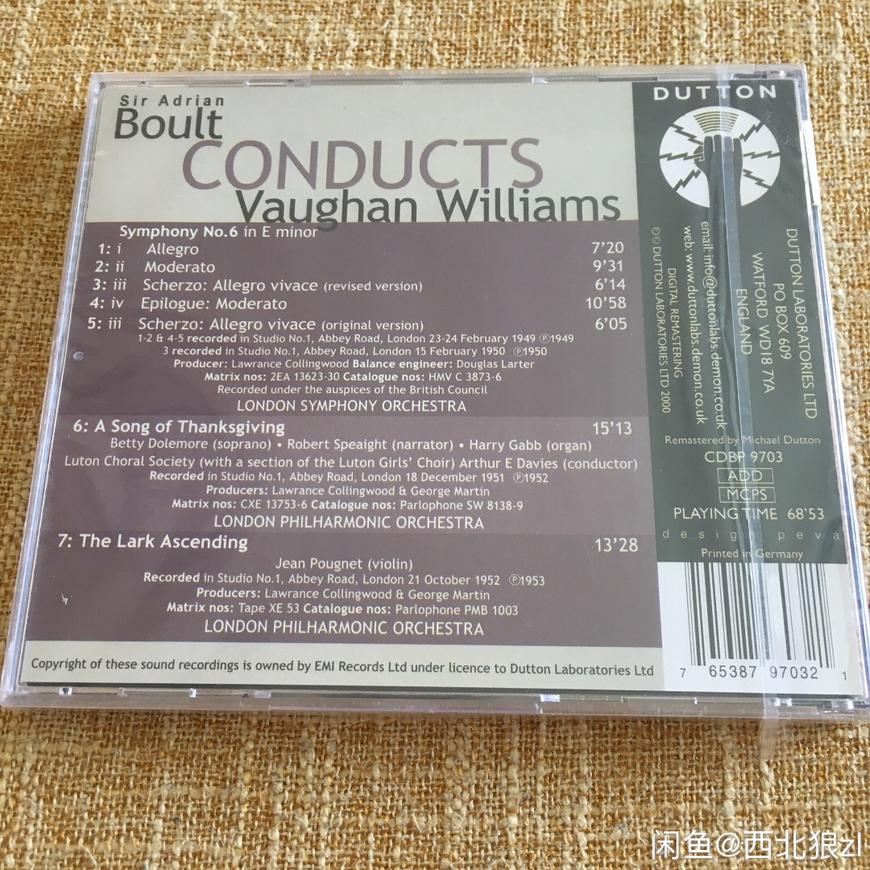 Sir Adrian
Boult
CONDUCTS
Vaughan Williams
Symphony No.6 in E minor
1: i Allegro 7'20
2: ii Moderato 9'31
3: iii Scherzo: Allegro vivace (revised version) 6'14
4: iv Epilogue: Moderato 10'58
5: iii Scherzo: Allegro vivace (original version) 6'05
1-2 & 4-5 recorded in Studio No.1, Abbey Road, London 23-24 February 1949 ℗1949
3 recorded in Studio No.1, Abbey Road, London 15 February 1950 ℗1950
Producer: Lawrance Collingwood Balance engineer: Douglas Larter
Matrix nos: 2EA 13623-30 Catalogue nos: HMV C 3873-6
Recorded under the auspices of the British Council
LONDON SYMPHONY ORCHESTRA
6: A Song of Thanksgiving 15'13
Betty Dolemore (soprano) • Robert Speaight (narrator) • Harry Gabb (organ)
Luton Choral Society (with a section of the Luton Girls' Choir) Arthur E Davies (conductor)
Recorded in Studio No.1, Abbey Road, London 18 December 1951 ℗1952
Producers: Lawrance Collingwood & George Martin
Matrix nos: CXE 13753-6 Catalogue nos: Parlophone SW 8138-9
LONDON PHILHARMONIC ORCHESTRA
7: The Lark Ascending 13'28
Jean Pougnet (violin)
Recorded in Studio No.1, Abbey Road, London 21 October 1952 ℗1953
Producers: Lawrance Collingwood & George Martin
Matrix nos: Tape XE 53 Catalogue nos: Parlophone PMB 1003
LONDON PHILHARMONIC ORCHESTRA
Copyright of these sound recordings is owned by EMI Records Ltd under licence to Dutton Laboratories Ltd
DUTTON
DUTTON LABORATORIES LTD
PO BOX 609
WATFORD WD18 7YA
ENGLAND
email: info@duttonlabs.demon.co.uk
web: www.duttonlabs.demon.co.uk
DIGITAL REMASTERING
℗© DUTTON LABORATORIES LTD 2000
Remastered by Michael Dutton
CDBP 9703
ADD
MCPS
PLAYING TIME 68'53
design peva
Printed in Germany
7 65387 97032 1
闲鱼@西北狼zl